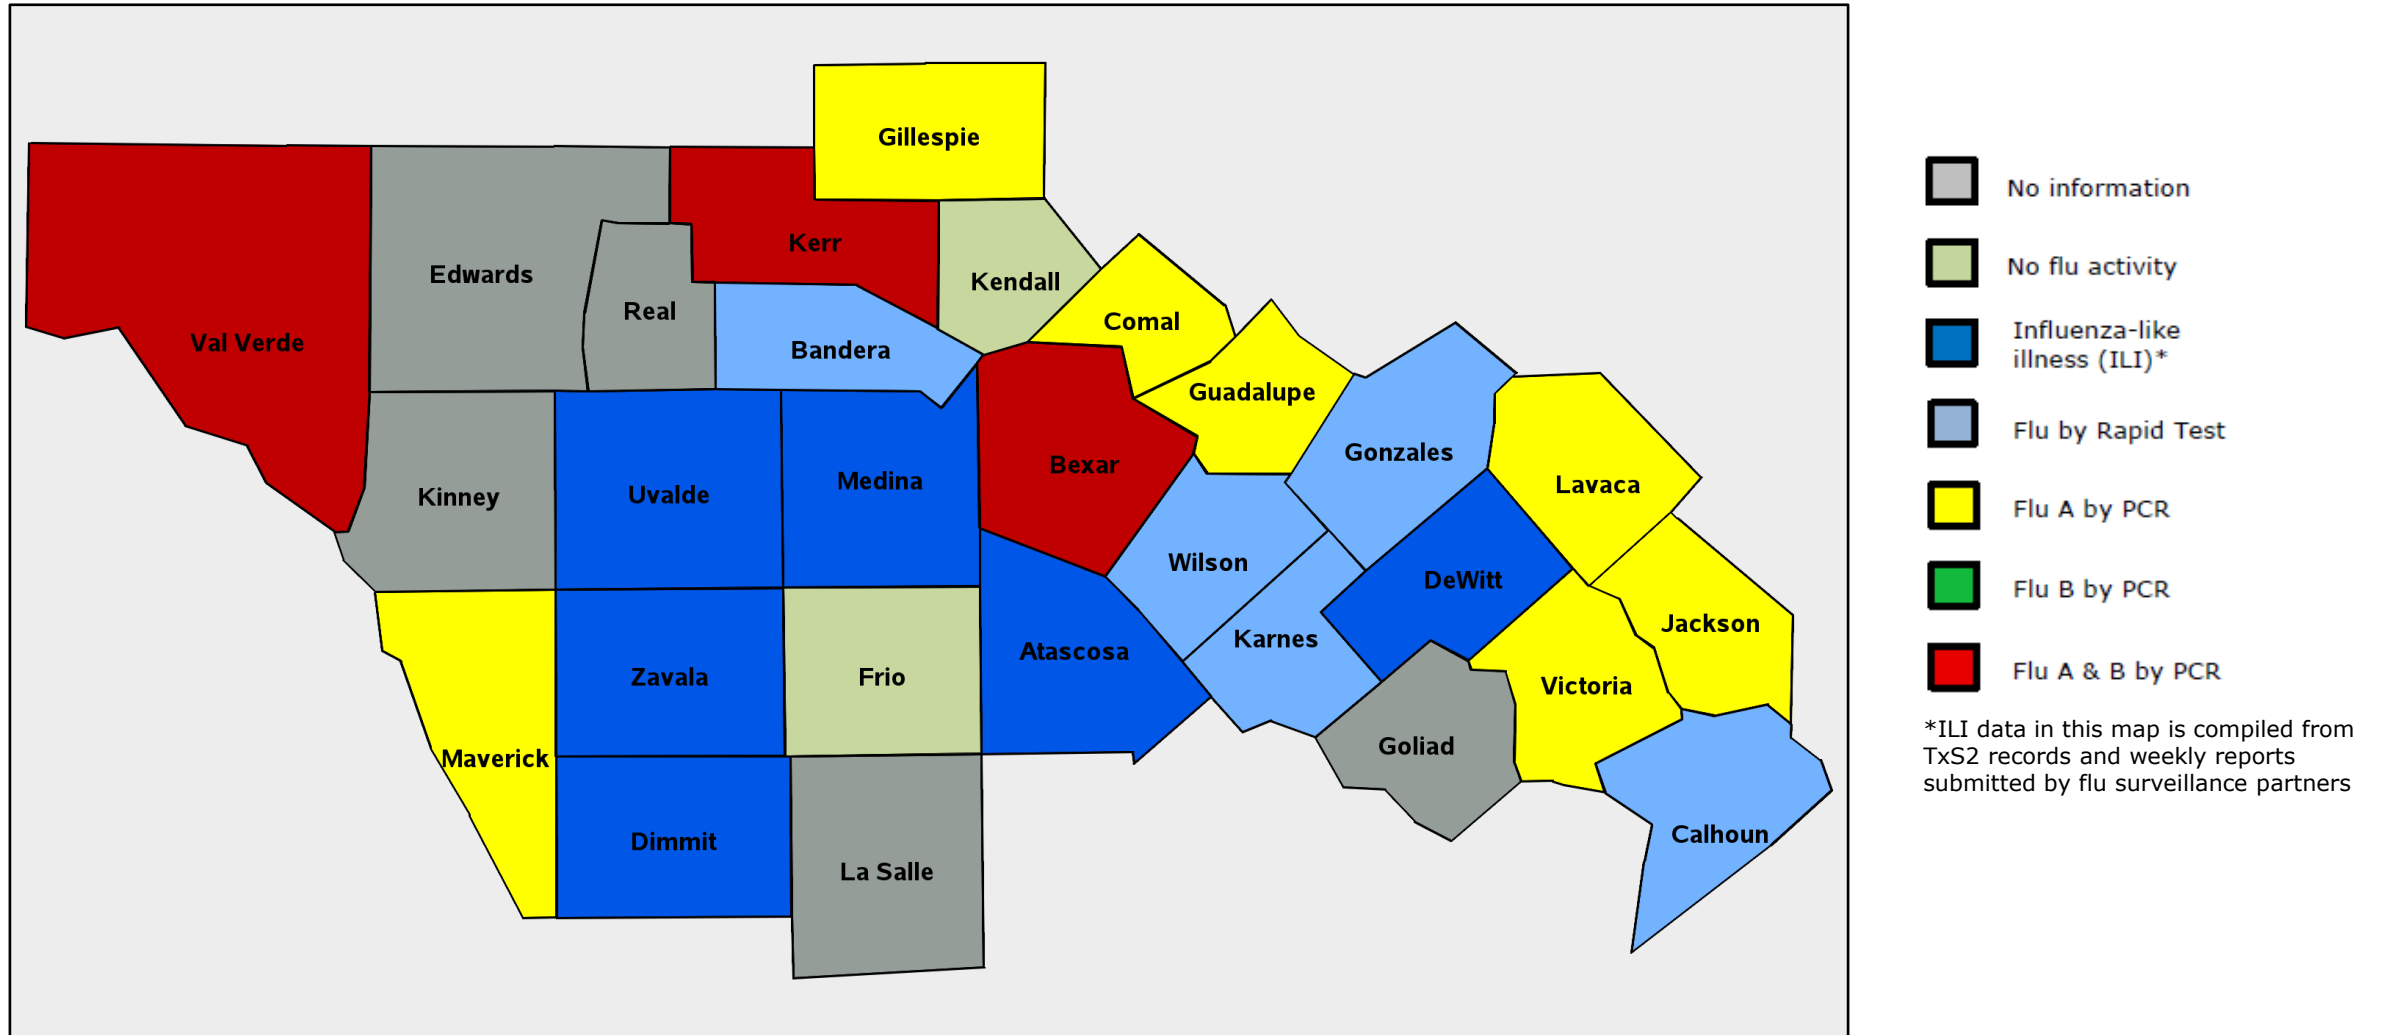 Gillespie
Kerr
Edwards
Kendall
Real
Comal
Val Verde
Bandera
Guadalupe
Gonzales
Bexar
Medina
Lavaca
Uvalde
Kinney
Wilson
DeWitt
Jackson
Karnes
Atascosa
Zavala
Frio
Victoria
Goliad
Maverick
Calhoun
Dimmit
La Salle
No information
No flu activity
Influenza-like
illness (ILI)*
Flu by Rapid Test
Flu A by PCR
Flu B by PCR
Flu A & B by PCR
*ILI data in this map is compiled from
TxS2 records and weekly reports
submitted by flu surveillance partners